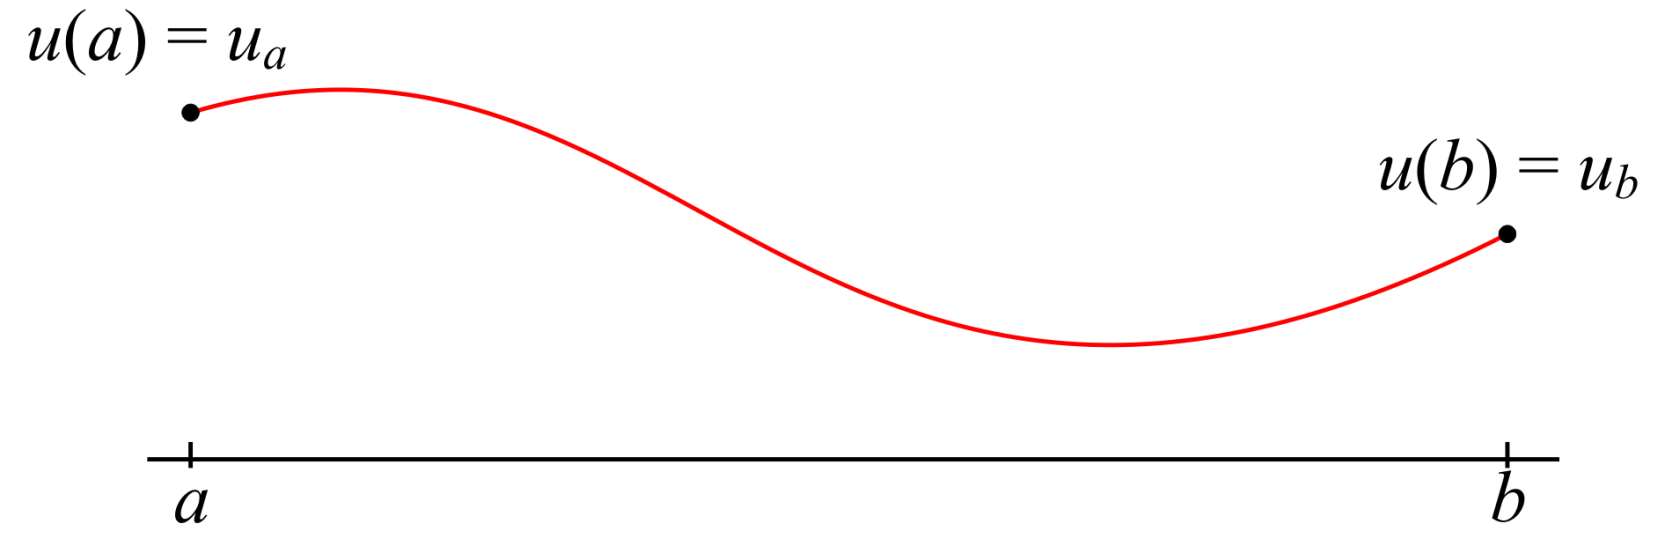 u(a) = u_a
u(b) = u_b
a
b